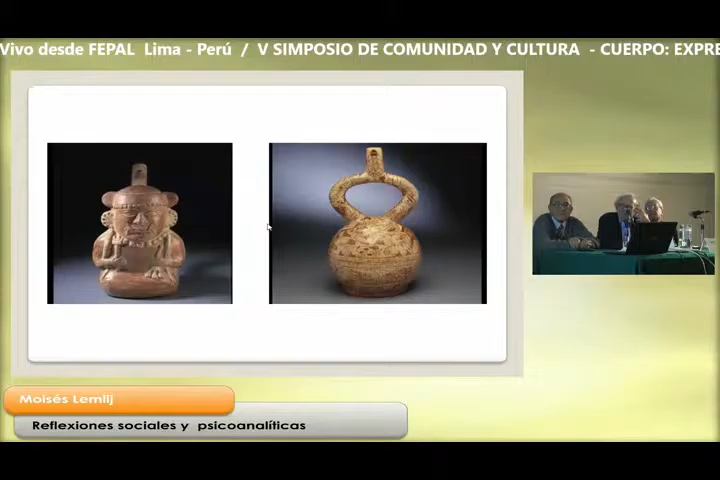 Vivo desde FEPAL Lima - Perú / V SIMPOSIO DE COMUNIDAD Y CULTURA - CUERPO: EXPRE
Moisés Lemlij
Reflexiones sociales y psicoanalíticas